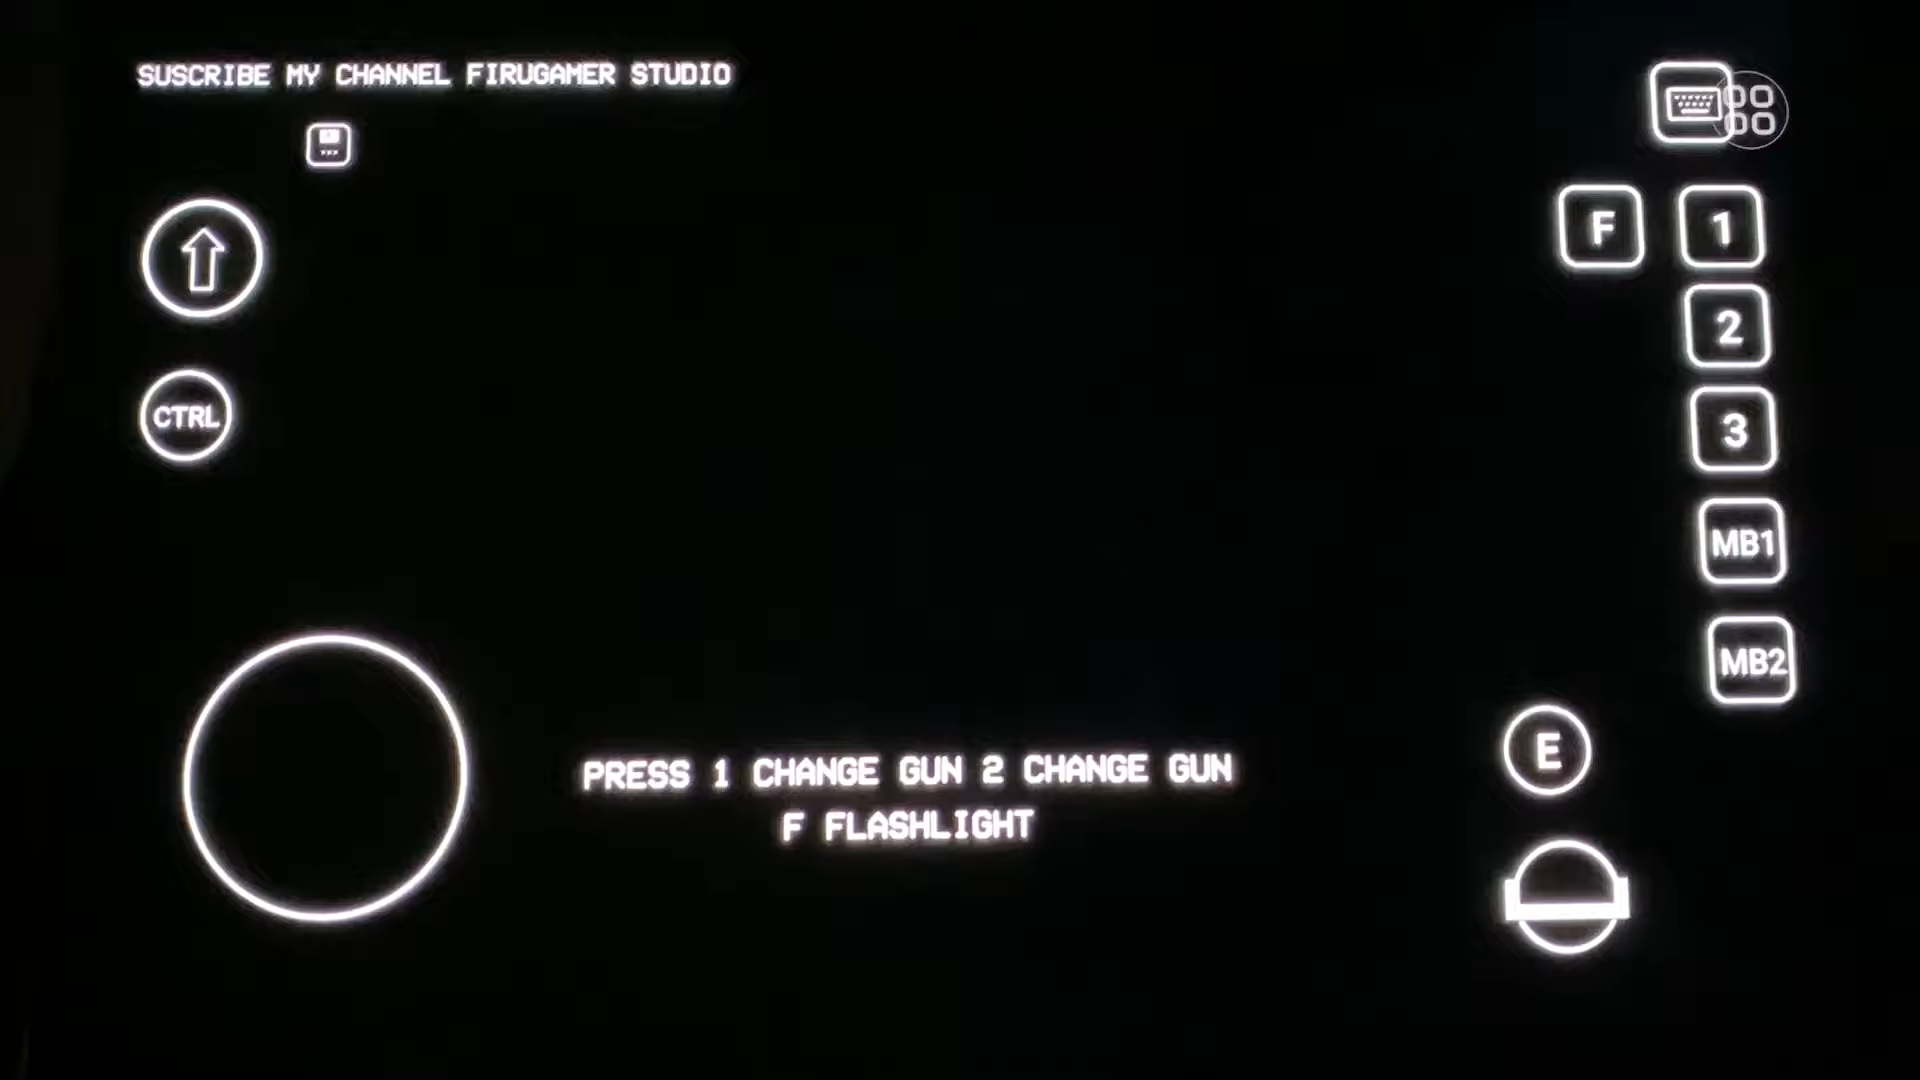 SUSCRIBE MY CHANNEL FIRUGAMER STUDIO
F 1
2
CTRL
3
MB1
MB2
E
PRESS 1 CHANGE GUN 2 CHANGE GUN
F FLASHLIGHT